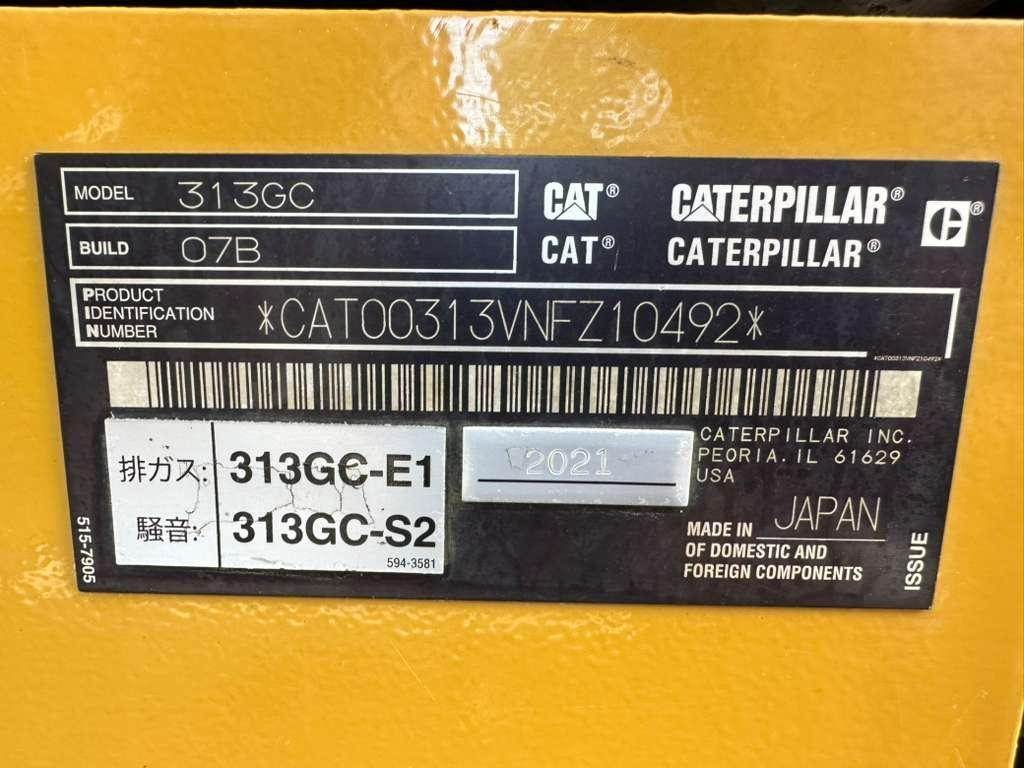 MODEL 313GC
BUILD 07B
CAT® CATERPILLAR® C®
CAT® CATERPILLAR®
PRODUCT
IDENTIFICATION
NUMBER
*CAT00313VNFZ10492*
*CAT00313VNFZ10492*
排ガス: 313GC-E1
騒音: 313GC-S2
594-3581
2021
CATERPILLAR INC.
PEORIA. IL 61629
USA
MADE IN JAPAN
OF DOMESTIC AND
FOREIGN COMPONENTS
515-7905
ISSUE